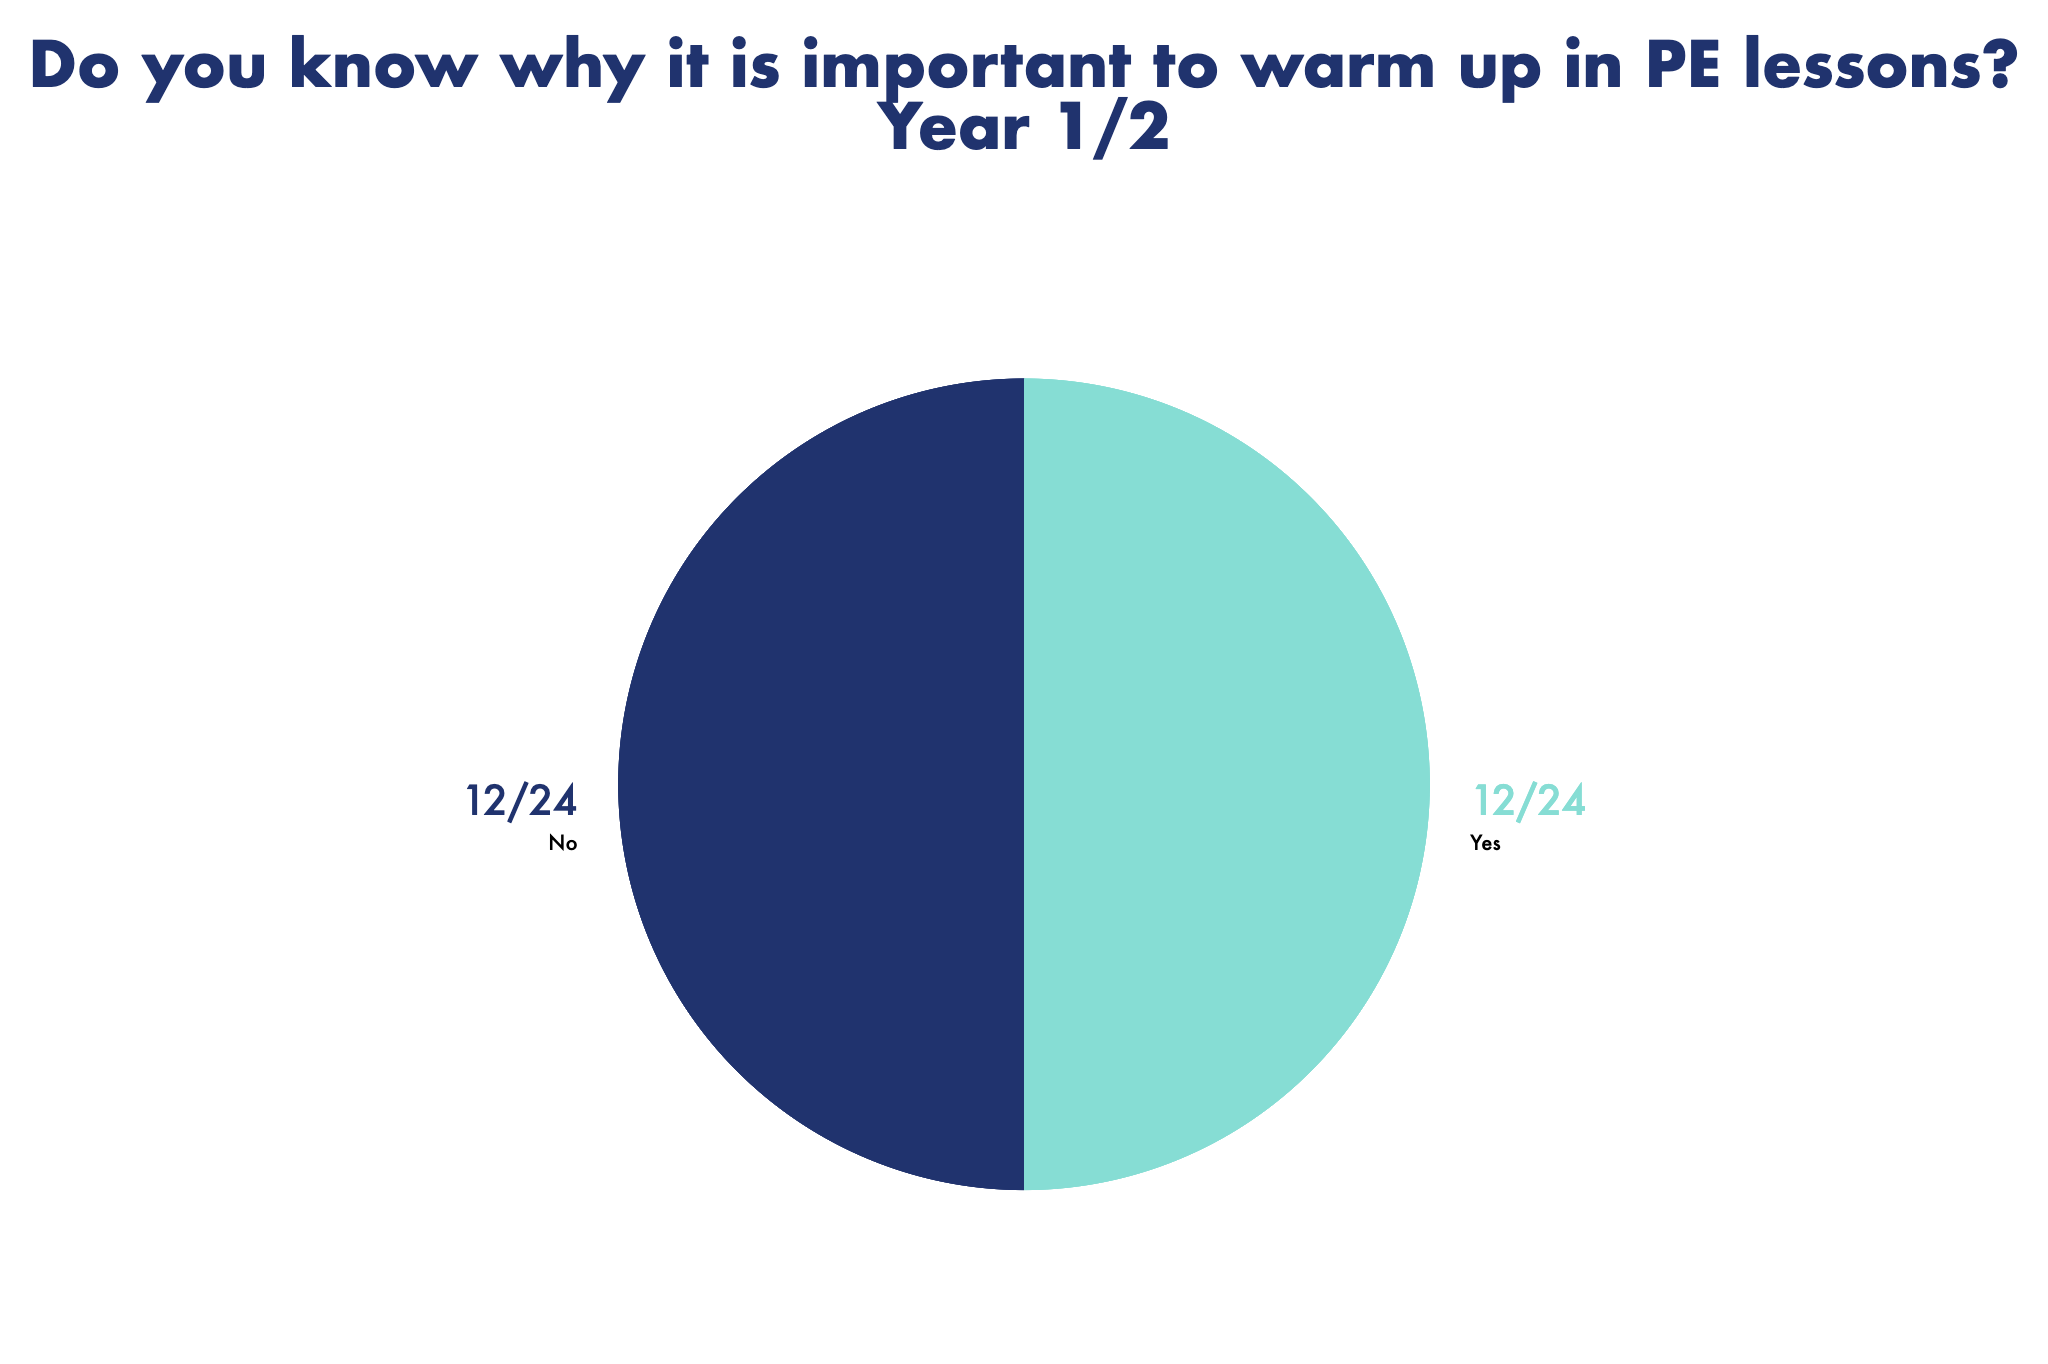 Do you know why it is important to warm up in PE lessons?
Year 1/2
12/24
No
12/24
Yes